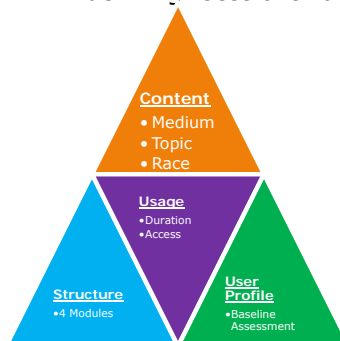 Content
• Medium
• Topic
• Race
Usage
•Duration
•Access
Structure
•4 Modules
User
Profile
•Baseline
Assessment